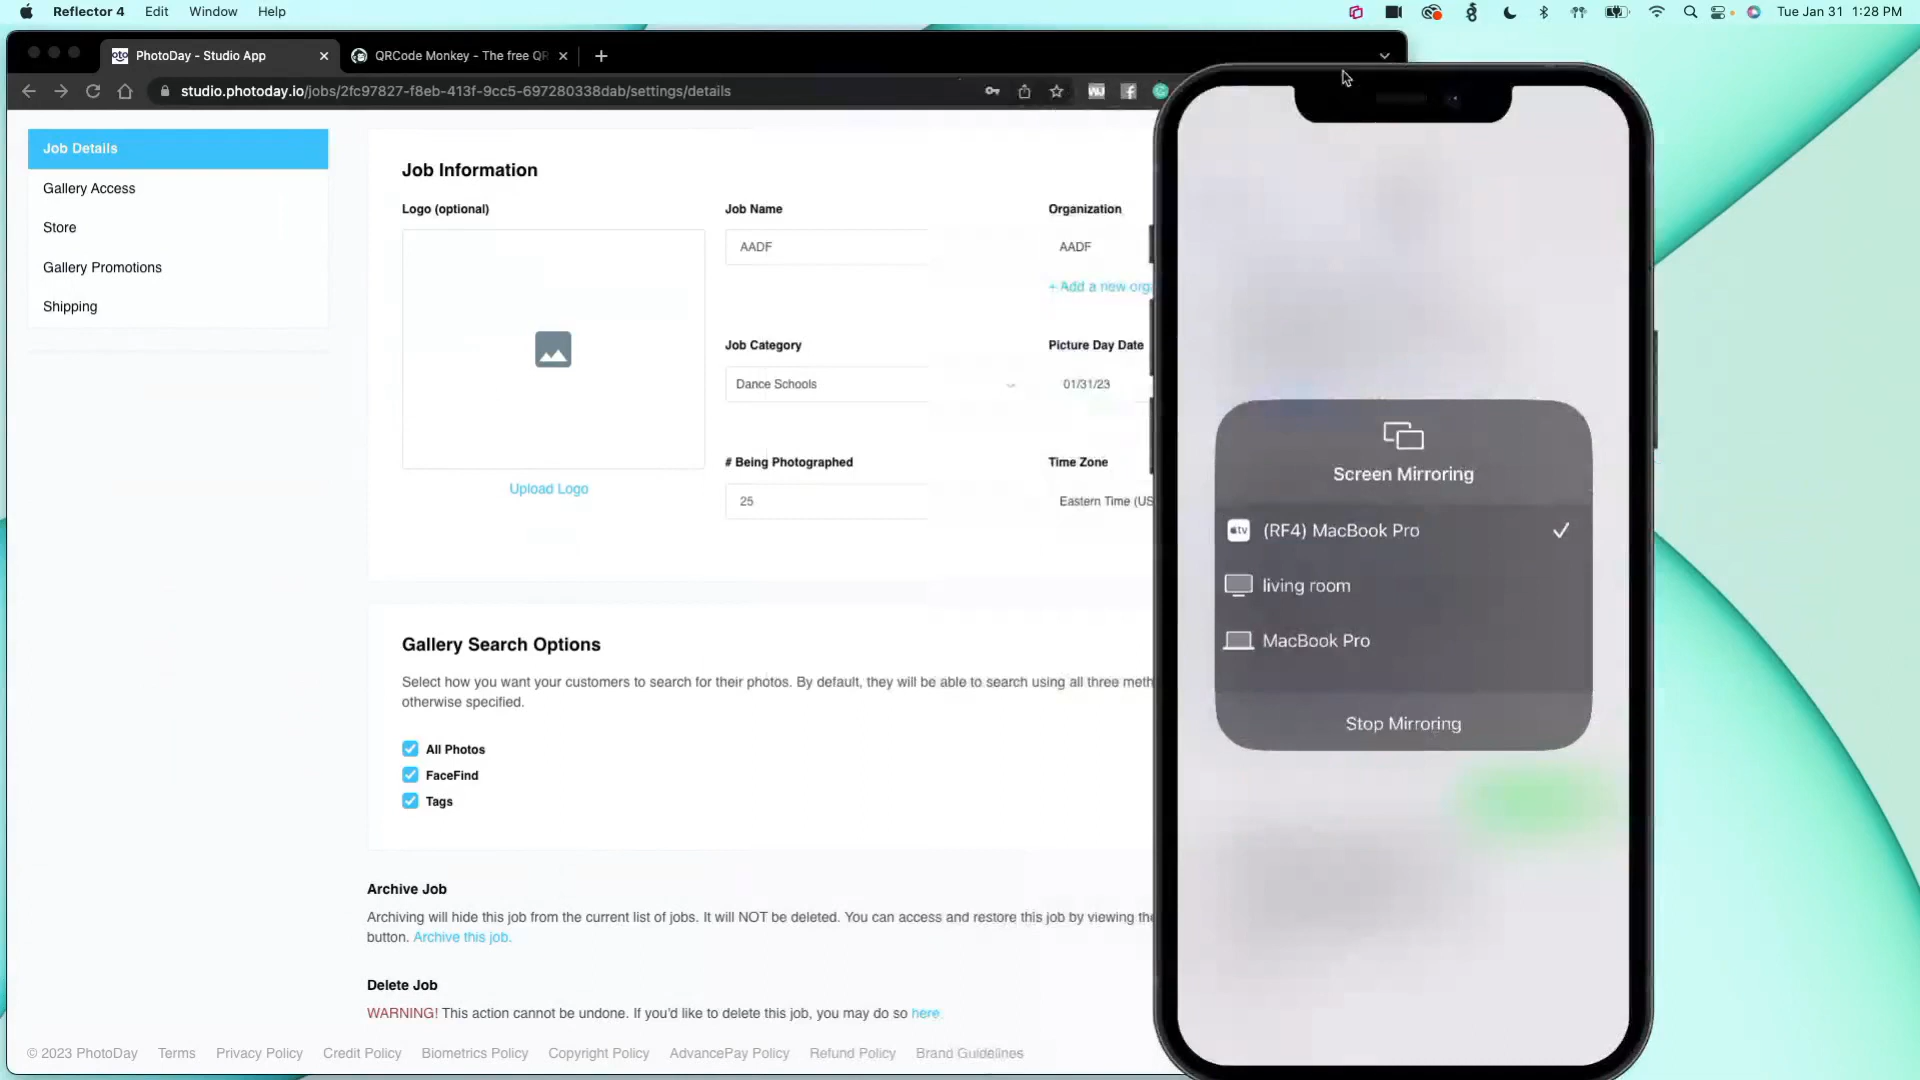 Reflector 4 Edit Window Help
Tue Jan 31 1:28 PM
PhotoDay - Studio App
QRCode Monkey - The free QR
studio.photoday.io/jobs/2fc97827-f8eb-413f-9cc5-697280338dab/settings/details
Job Details
Gallery Access
Store
Gallery Promotions
Shipping
Job Information
Logo (optional)
Upload Logo
Job Name
AADF
Organization
AADF
+ Add a new orga
Job Category
Dance Schools
Picture Day Date
01/31/23
# Being Photographed
25
Time Zone
Eastern Time (US
Gallery Search Options
Select how you want your customers to search for their photos. By default, they will be able to search using all three meth
otherwise specified.
All Photos
FaceFind
Tags
Archive Job
Archiving will hide this job from the current list of jobs. It will NOT be deleted. You can access and restore this job by viewing the
button. Archive this job.
Delete Job
WARNING! This action cannot be undone. If you'd like to delete this job, you may do so here.
© 2023 PhotoDay Terms Privacy Policy Credit Policy Biometrics Policy Copyright Policy AdvancePay Policy Refund Policy Brand Guidelines
Screen Mirroring
tv (RF4) MacBook Pro
living room
MacBook Pro
Stop Mirroring